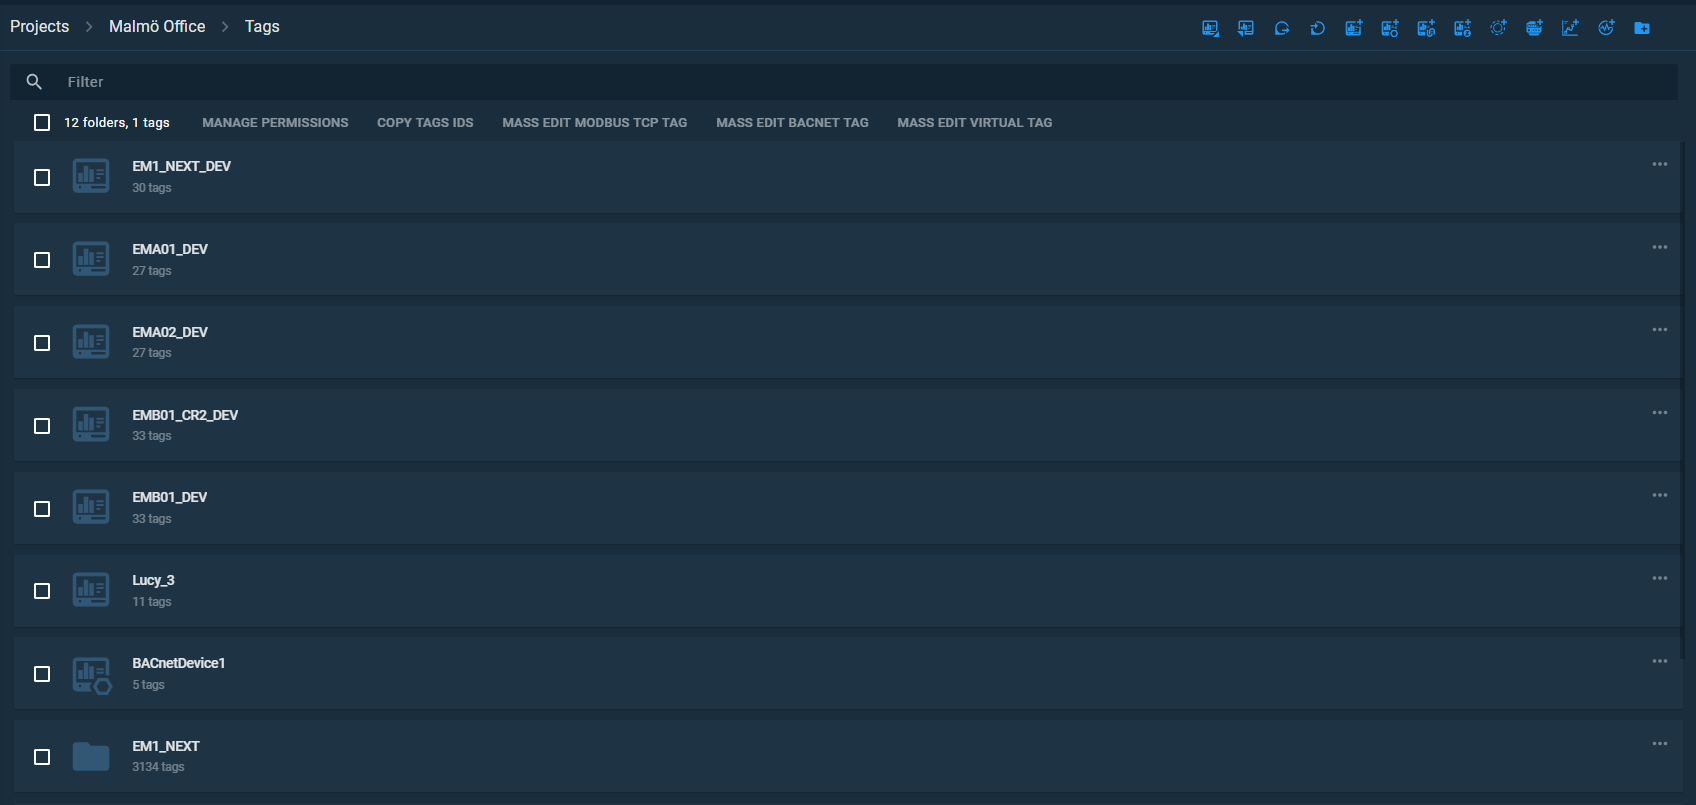 Projects > Malmö Office > Tags
Filter
12 folders, 1 tags MANAGE PERMISSIONS COPY TAGS IDS MASS EDIT MODBUS TCP TAG MASS EDIT BACNET TAG MASS EDIT VIRTUAL TAG
EM1_NEXT_DEV
30 tags
EMA01_DEV
27 tags
EMA02_DEV
27 tags
EMB01_CR2_DEV
33 tags
EMB01_DEV
33 tags
Lucy_3
11 tags
BACnetDevice1
5 tags
EM1_NEXT
3134 tags